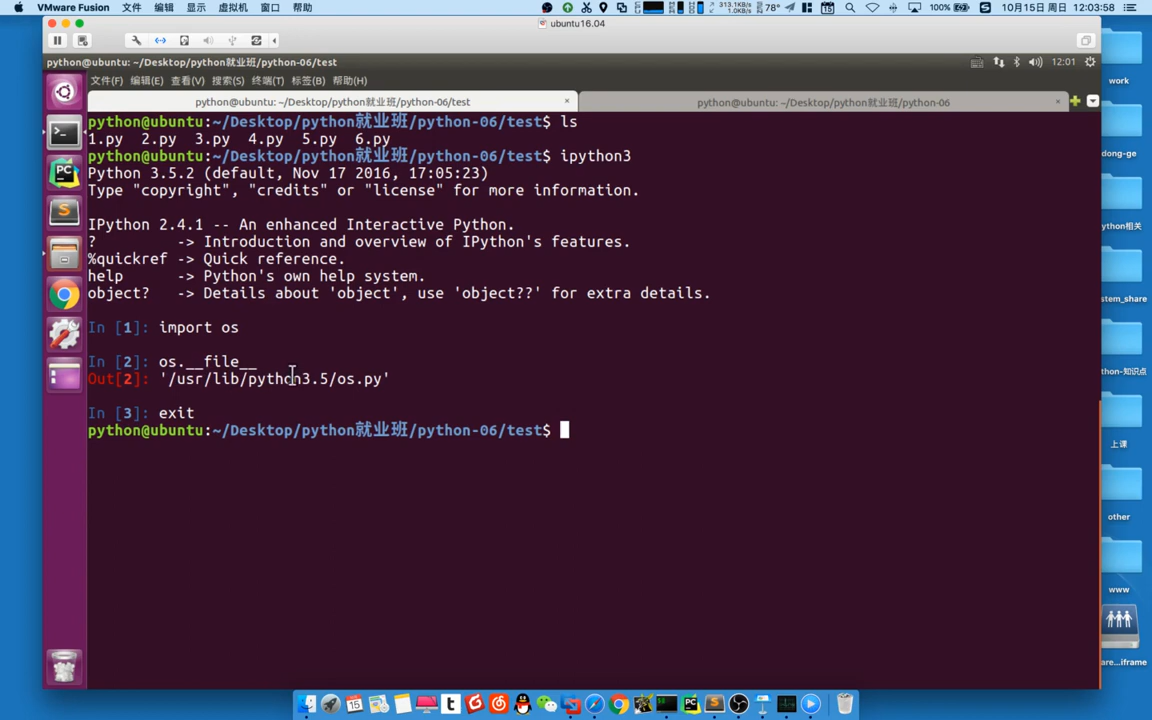 VMware Fusion 文件 编辑 显示 虚拟机 窗口 帮助 313.1KB/s 1.0KB/s 78° 15 100% 10月15日 周日 12:03:58
ubuntu16.04
python@ubuntu: ~/Desktop/python就业班/python-06/test 12:01
文件(F) 编辑(E) 查看(V) 搜索(S) 终端(T) 标签(B) 帮助(H)
python@ubuntu: ~/Desktop/python就业班/python-06/test × python@ubuntu: ~/Desktop/python就业班/python-06 ×
python@ubuntu:~/Desktop/python就业班/python-06/test$ ls
1.py 2.py 3.py 4.py 5.py 6.py
python@ubuntu:~/Desktop/python就业班/python-06/test$ ipython3
Python 3.5.2 (default, Nov 17 2016, 17:05:23)
Type "copyright", "credits" or "license" for more information.
IPython 2.4.1 -- An enhanced Interactive Python.
? -> Introduction and overview of IPython's features.
%quickref -> Quick reference.
help -> Python's own help system.
object? -> Details about 'object', use 'object??' for extra details.
In [1]: import os
In [2]: os.__file__
Out[2]: '/usr/lib/python3.5/os.py'
In [3]: exit
python@ubuntu:~/Desktop/python就业班/python-06/test$
work
dong-ge
ython相关
stem_share
thon-知识点
上课
other
www
are...iframe